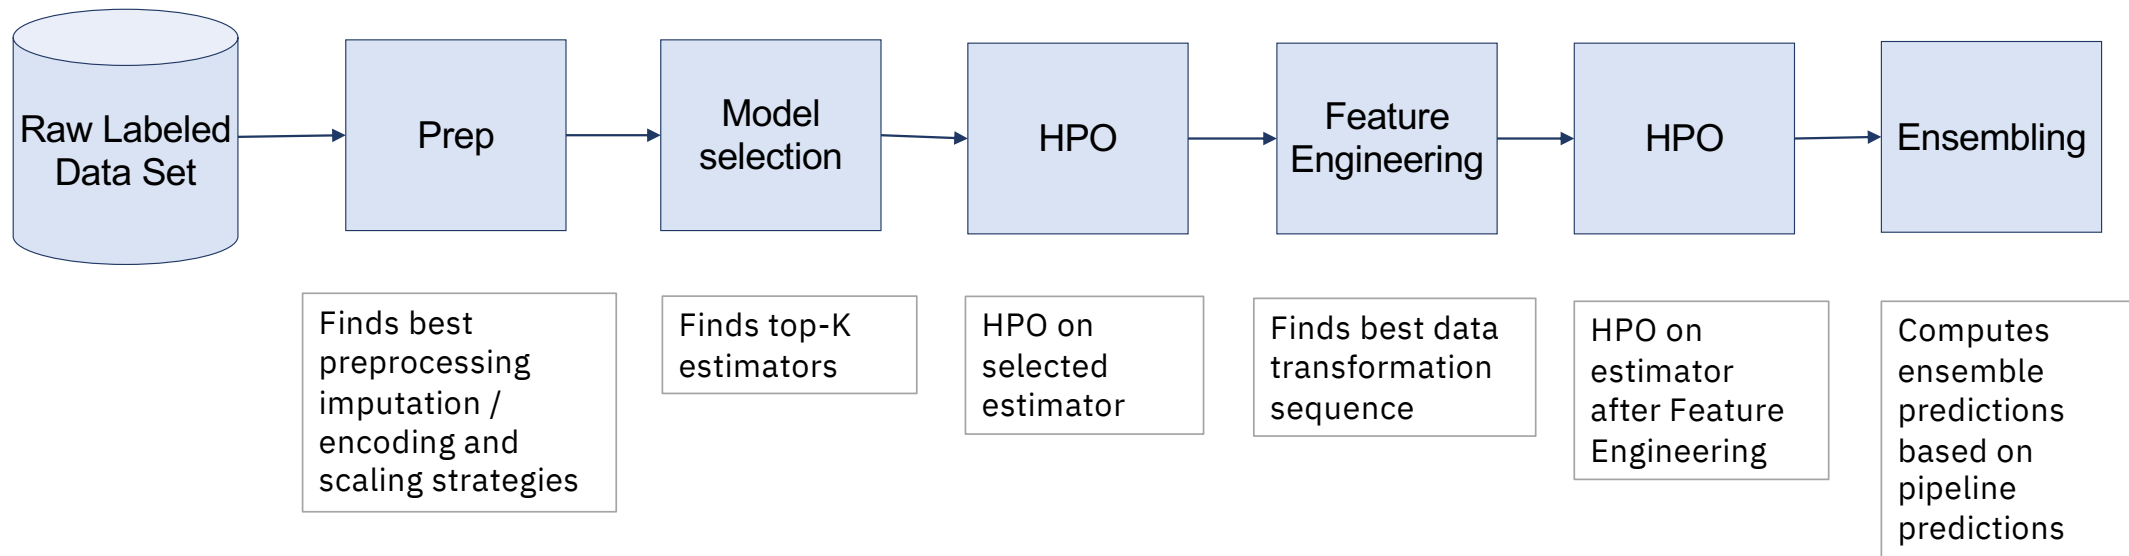 Raw Labeled
Data Set
Prep
Model
selection
HPO
Feature
Engineering
HPO
Ensembling
Finds best
preprocessing
imputation /
encoding and
scaling strategies
Finds top-K
estimators
HPO on
selected
estimator
Finds best data
transformation
sequence
HPO on
estimator
after Feature
Engineering
Computes
ensemble
predictions
based on
pipeline
predictions